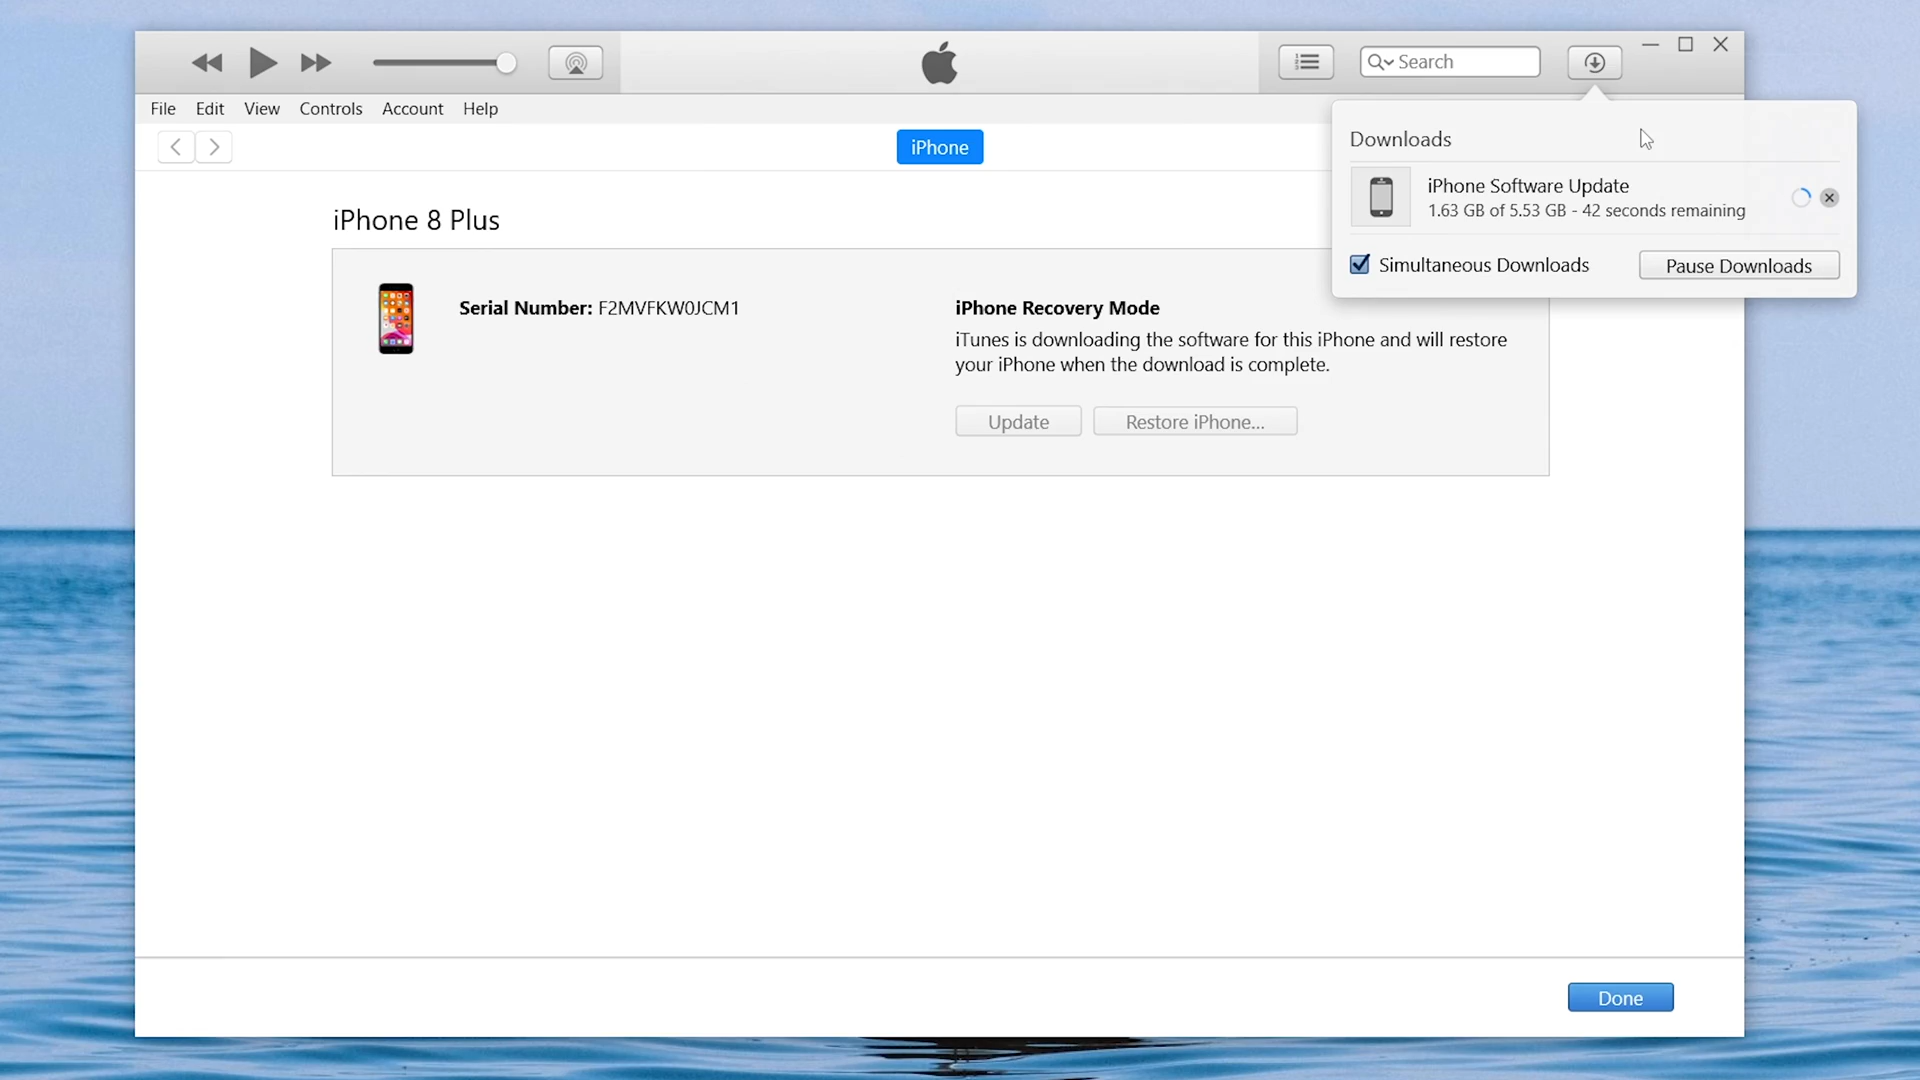 Search
File Edit View Controls Account Help
iPhone
Downloads
iPhone Software Update
1.63 GB of 5.53 GB - 42 seconds remaining
Simultaneous Downloads
Pause Downloads
iPhone 8 Plus
Serial Number: F2MVFKW0JCM1
iPhone Recovery Mode
iTunes is downloading the software for this iPhone and will restore
your iPhone when the download is complete.
Update
Restore iPhone...
Done